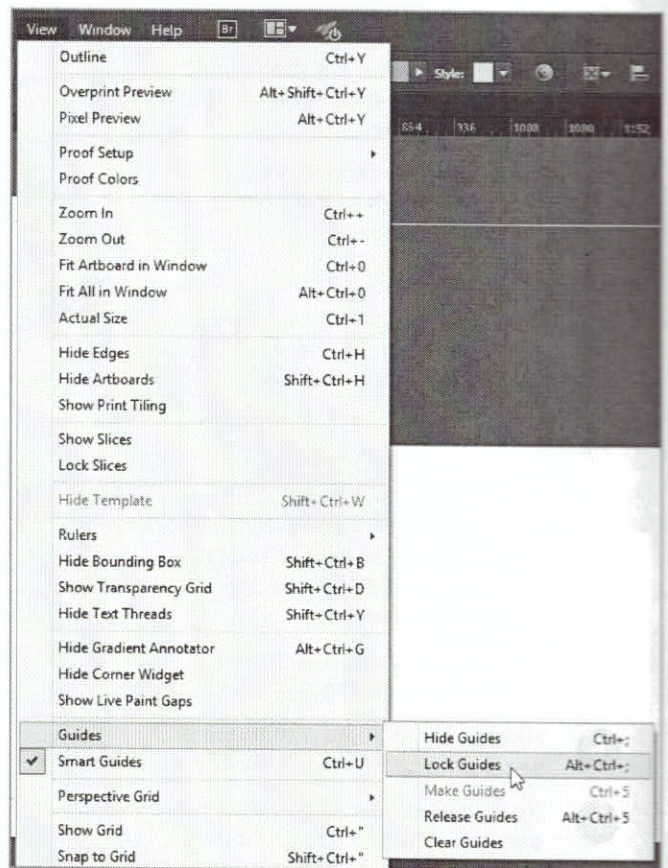 View Window Help Br
Style:
864 936 1008 1080 1152
Outline Ctrl+Y
Overprint Preview Alt+Shift+Ctrl+Y
Pixel Preview Alt+Ctrl+Y
Proof Setup
Proof Colors
Zoom In Ctrl++
Zoom Out Ctrl+-
Fit Artboard in Window Ctrl+0
Fit All in Window Alt+Ctrl+0
Actual Size Ctrl+1
Hide Edges Ctrl+H
Hide Artboards Shift+Ctrl+H
Show Print Tiling
Show Slices
Lock Slices
Hide Template Shift+Ctrl+W
Rulers
Hide Bounding Box Shift+Ctrl+B
Show Transparency Grid Shift+Ctrl+D
Hide Text Threads Shift+Ctrl+Y
Hide Gradient Annotator Alt+Ctrl+G
Hide Corner Widget
Show Live Paint Gaps
Guides
Smart Guides Ctrl+U
Perspective Grid
Show Grid Ctrl+"
Snap to Grid Shift+Ctrl+"
Hide Guides Ctrl+;
Lock Guides Alt+Ctrl+;
Make Guides Ctrl+5
Release Guides Alt+Ctrl+5
Clear Guides